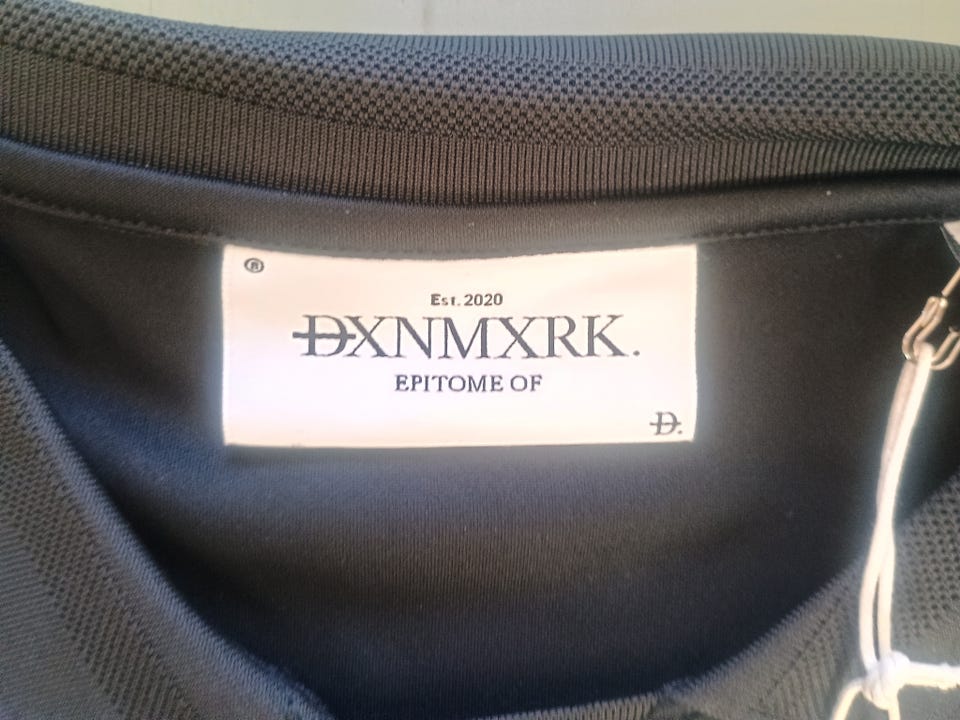 ®
Est. 2020
DXNMXRK.
EPITOME OF
D.